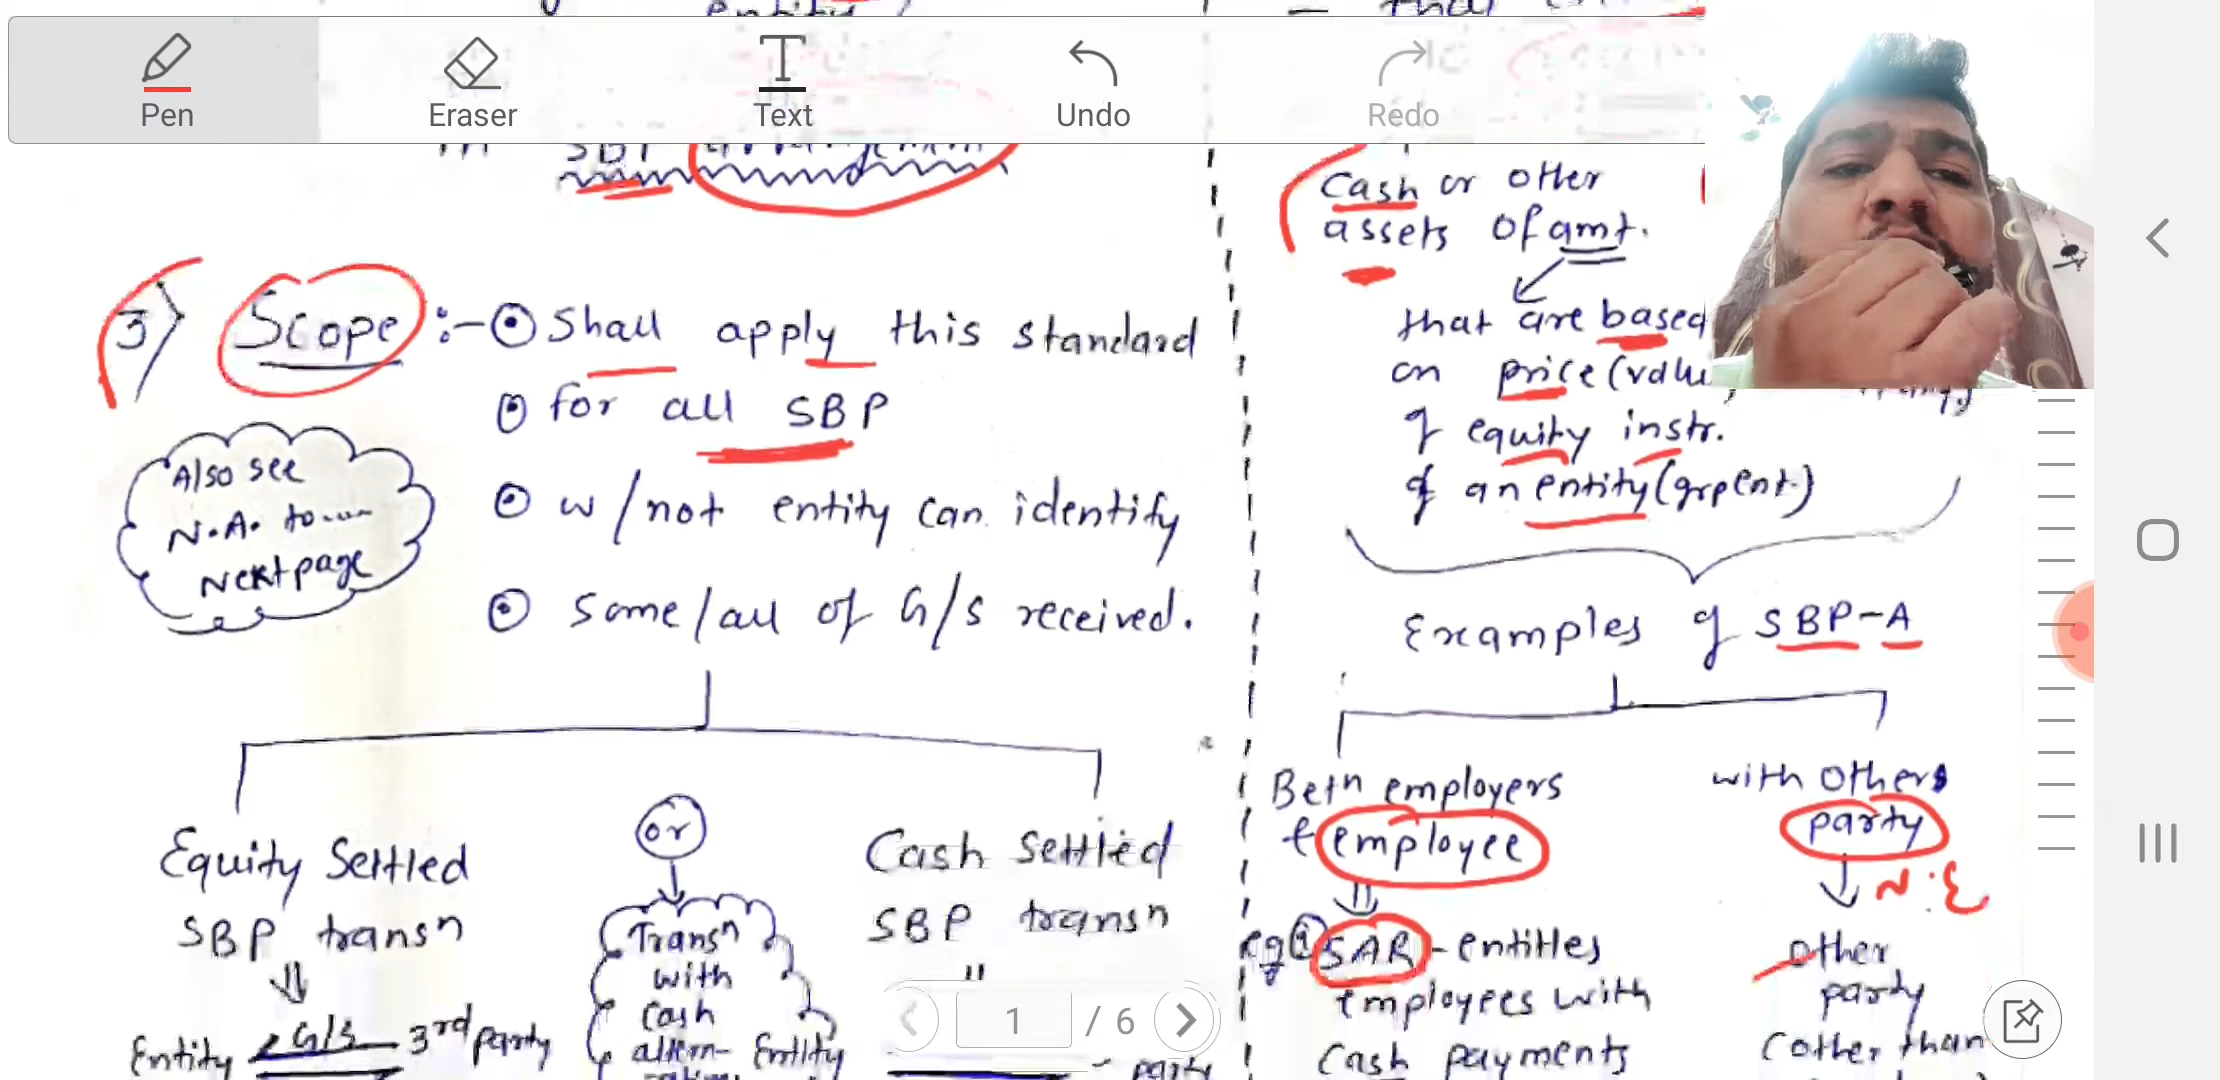 Pen
Eraser
Text
Undo
Redo
3) Scope :- Shall apply this standard
for all SBP
w/not entity can identify
Some/all of G/S received.
Also see
N.A. to
Next page
Equity Settled
SBP transn
Entity G/S 3rd party
or
Transn
with
Cash
altern-
Cash Settled
SBP transn
Entity
party
Cash or other
assets of amt.
that are based
on price (valu
of equity instr.
of an entity (grpent)
Examples of SBP-A
Betn employers
& employee
eg SAR - entitles
employees with
Cash payments
with others
party
N.E
other
party
(other than
1 / 6